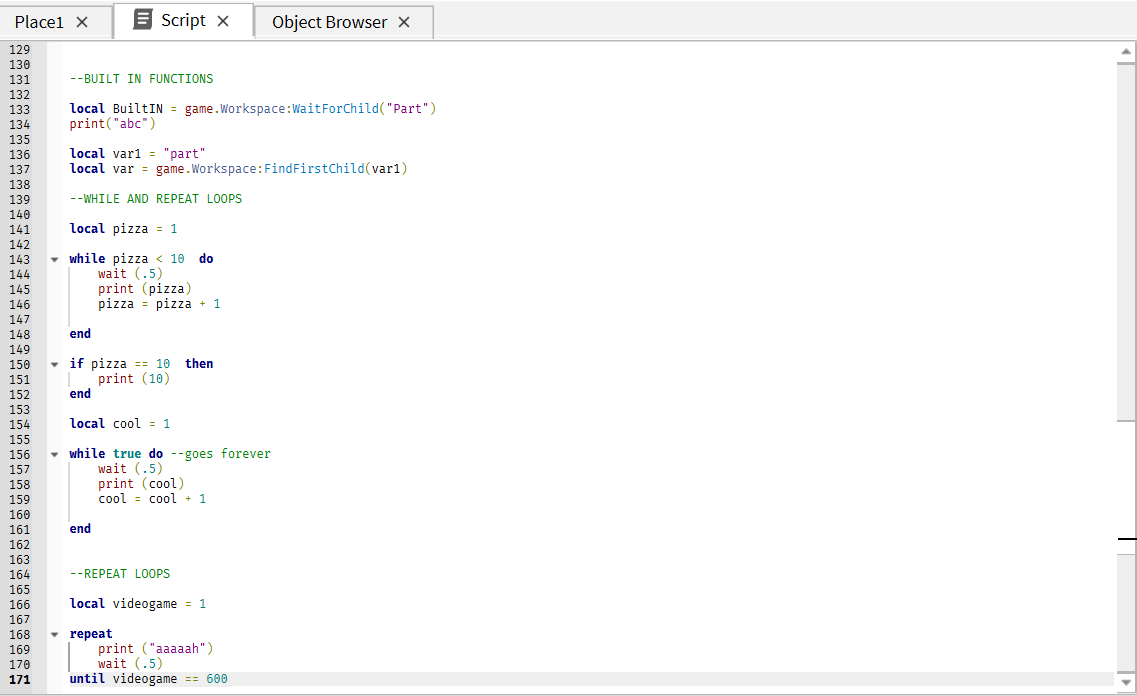 Place1 ×
Script ×
Object Browser ×
129
130
131 --BUILT IN FUNCTIONS
132
133 local BuiltIN = game.Workspace:WaitForChild("Part")
134 print("abc")
135
136 local var1 = "part"
137 local var = game.Workspace:FindFirstChild(var1)
138
139 --WHILE AND REPEAT LOOPS
140
141 local pizza = 1
142
143 while pizza < 10  do
144     wait (.5)
145     print (pizza)
146     pizza = pizza + 1
147
148 end
149
150 if pizza == 10  then
151     print (10)
152 end
153
154 local cool = 1
155
156 while true do --goes forever
157     wait (.5)
158     print (cool)
159     cool = cool + 1
160
161 end
162
163
164 --REPEAT LOOPS
165
166 local videogame = 1
167
168 repeat
169     print ("aaaaah")
170     wait (.5)
171 until videogame == 600